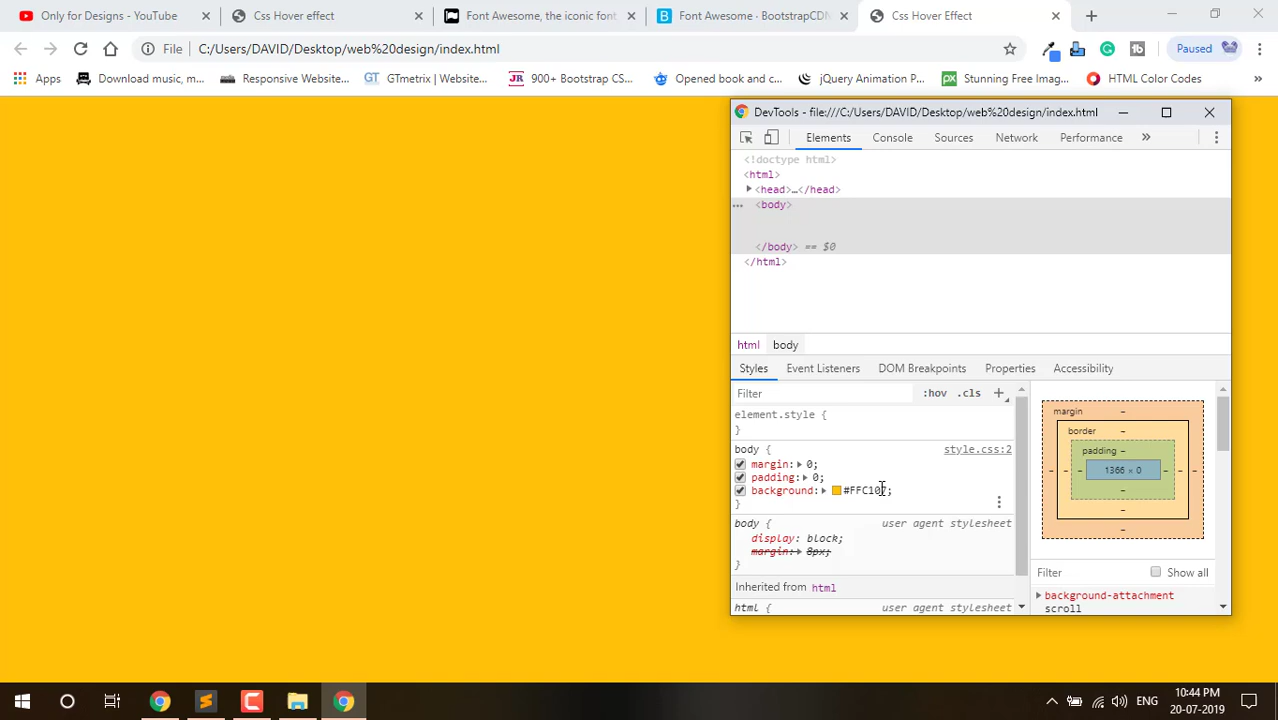 Only for Designs - YouTube
Css Hover effect
Font Awesome, the iconic font
Font Awesome · BootstrapCDN
Css Hover Effect
File C:/Users/DAVID/Desktop/web%20design/index.html
Paused
Apps
Download music, m...
Responsive Website...
GT GTmetrix | Website...
JR 900+ Bootstrap CS...
Opened book and c...
jQuery Animation P...
px Stunning Free Imag...
HTML Color Codes
DevTools - file:///C:/Users/DAVID/Desktop/web%20design/index.html
Elements Console Sources Network Performance
<!doctype html>
<html>
<head>…</head>
<body>
</body> == $0
</html>
html body
Styles Event Listeners DOM Breakpoints Properties Accessibility
Filter :hov .cls +
element.style {
}
body { style.css:2
margin: 0;
padding: 0;
background: #FFC107;
}
body { user agent stylesheet
display: block;
margin: 8px;
}
Inherited from html
html { user agent stylesheet
margin –
border –
padding –
– – – 1366 × 0 – – –
–
–
–
Filter Show all
background-attachment
scroll
ENG
10:44 PM
20-07-2019